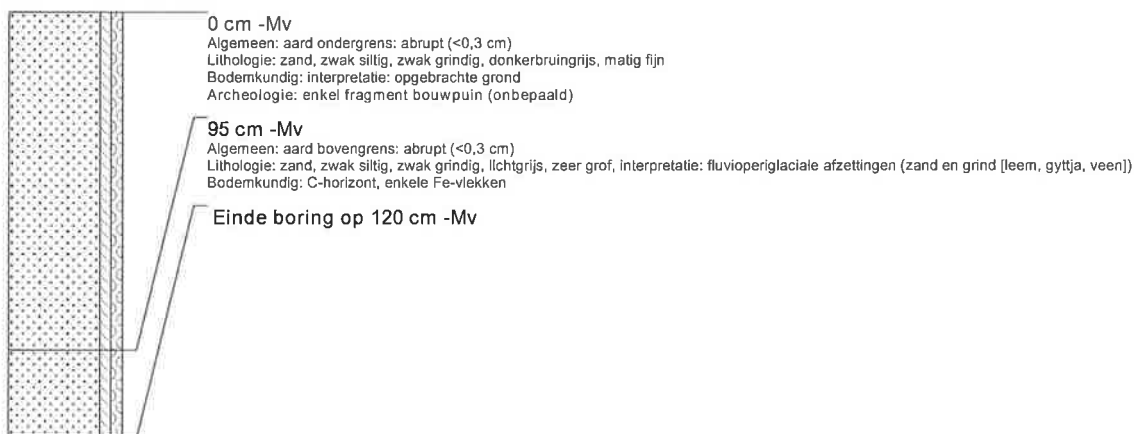 0 cm -Mv
Algemeen: aard ondergrens: abrupt (<0,3 cm)
Lithologie: zand, zwak siltig, zwak grindig, donkerbruingrijs, matig fijn
Bodemkundig: interpretatie: opgebrachte grond
Archeologie: enkel fragment bouwpuin (onbepaald)
95 cm -Mv
Algemeen: aard bovengrens: abrupt (<0,3 cm)
Lithologie: zand, zwak siltig, zwak grindig, lichtgrijs, zeer grof, interpretatie: fluvioperiglaciale afzettingen (zand en grind [leem, gyttja, veen])
Bodemkundig: C-horizont, enkele Fe-vlekken
Einde boring op 120 cm -Mv